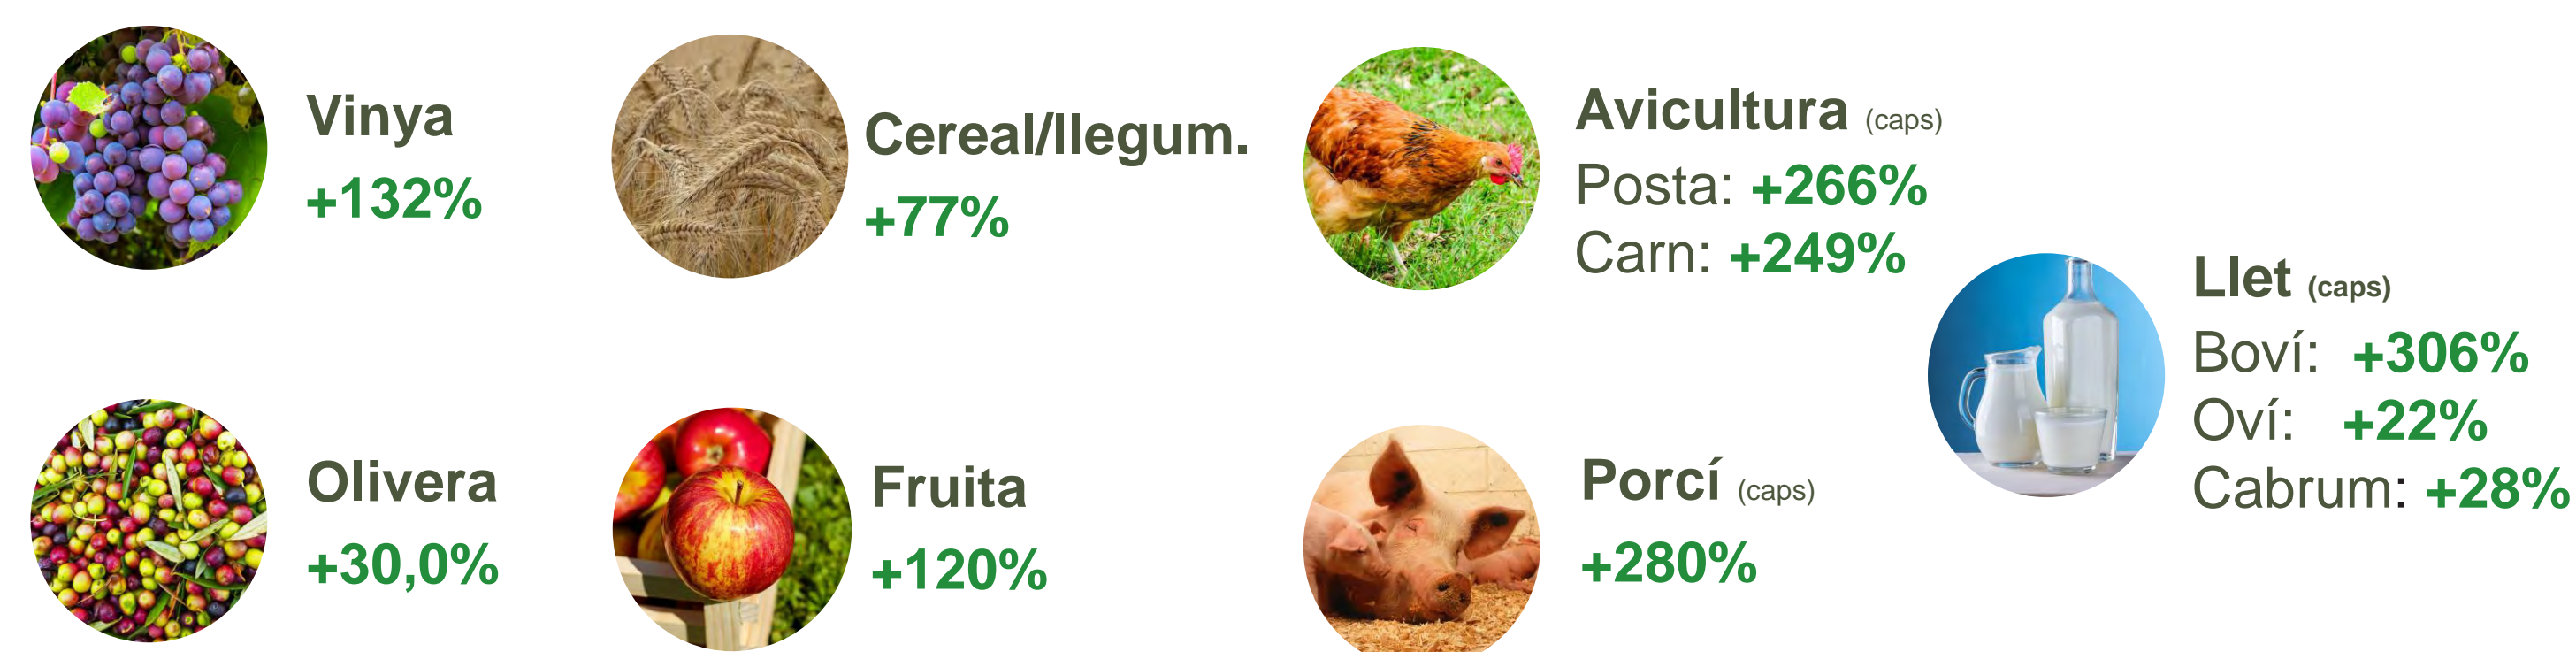 Vinya
+132%
Cereal/llegum.
+77%
Avicultura (caps)
Posta: +266%
Carn: +249%
Llet (caps)
Boví: +306%
Oví: +22%
Cabrum: +28%
Olivera
+30,0%
Fruita
+120%
Porcí (caps)
+280%